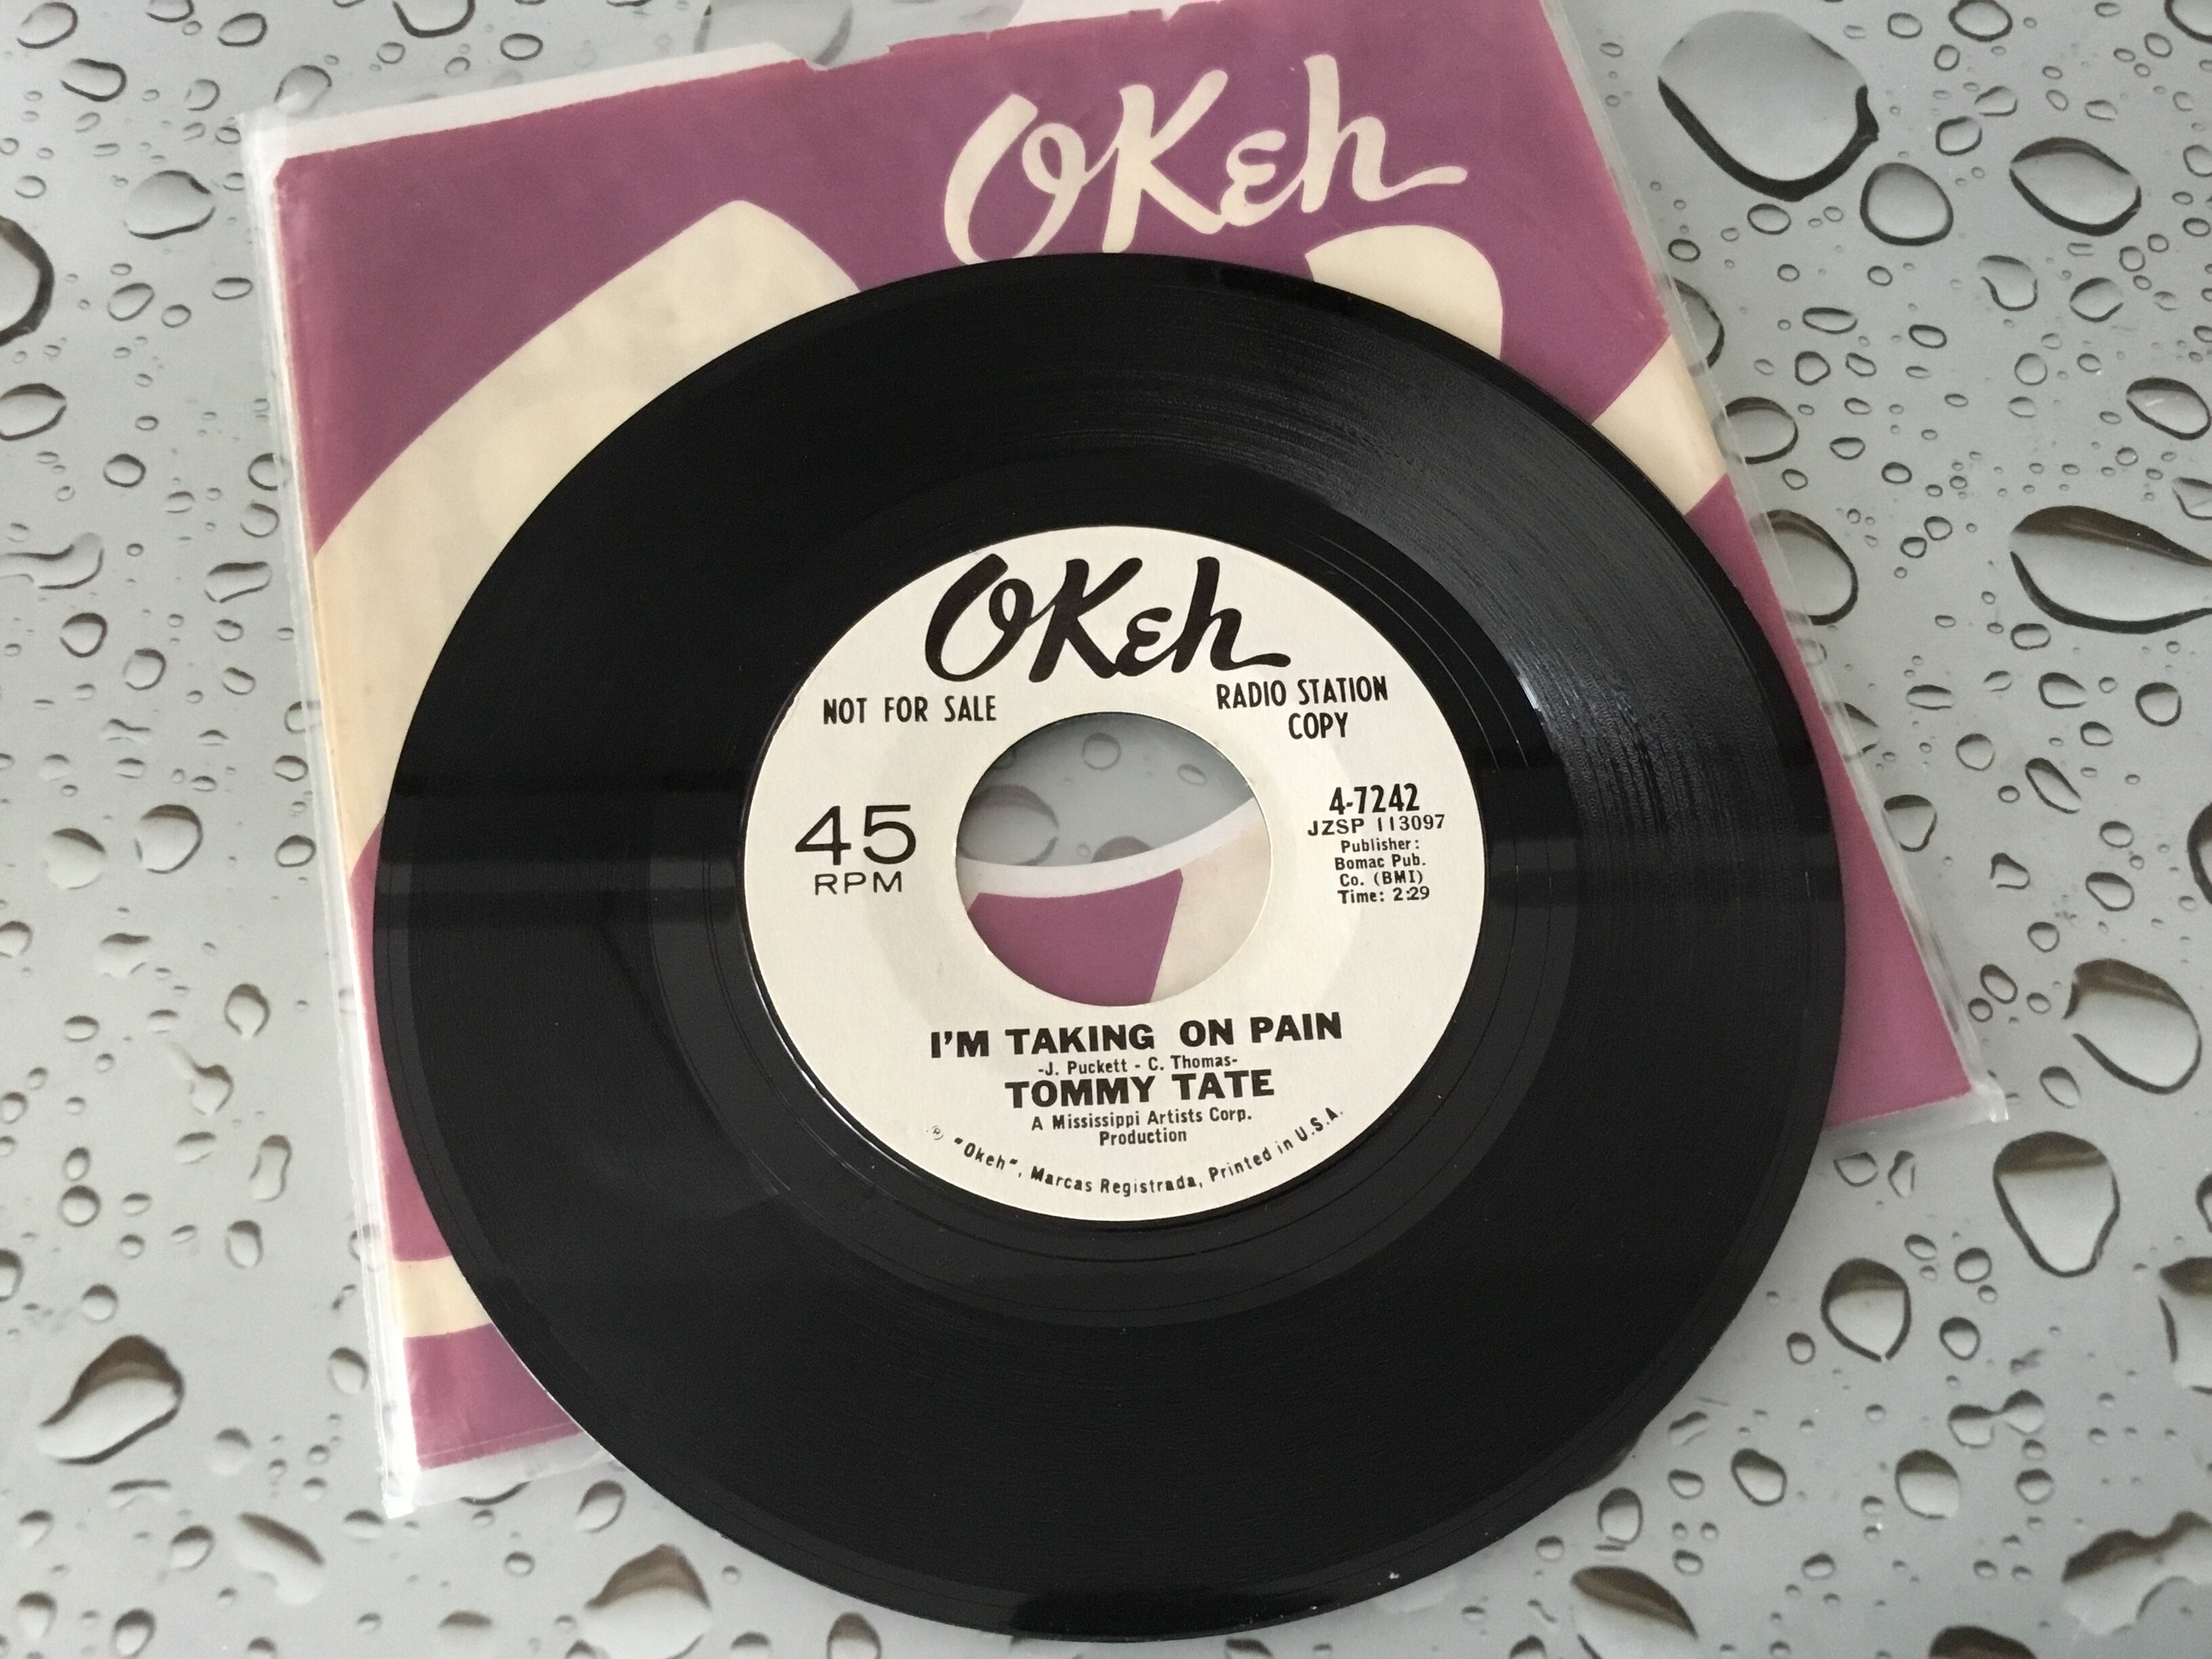 OKeh
OKeh
NOT FOR SALE
RADIO STATION
COPY
45
RPM
4-7242
JZSP 113097
Publisher:
Bomac Pub.
Co. (BMI)
Time: 2:29
I'M TAKING ON PAIN
-J. Puckett - C. Thomas-
TOMMY TATE
A Mississippi Artists Corp.
Production
® "Okeh", Marcas Registrada, Printed in U.S.A.